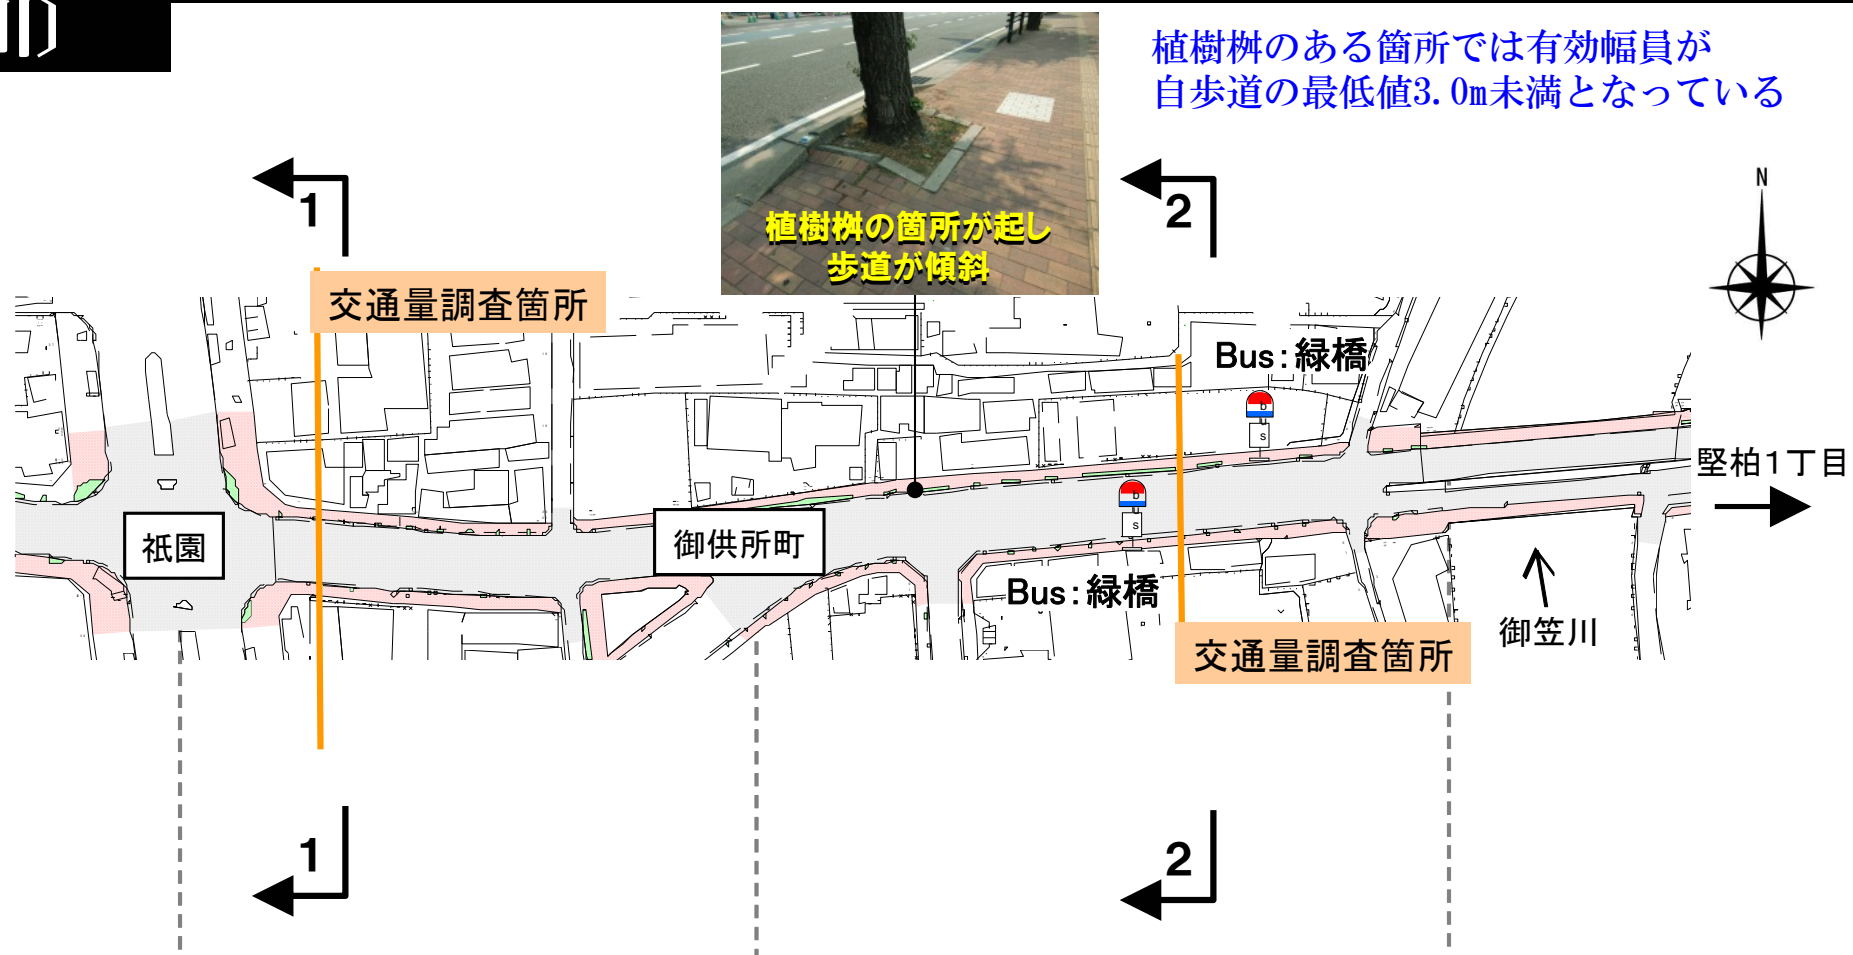 植樹桝のある箇所では有効幅員が
自歩道の最低値3.0m未満となっている
植樹桝の箇所が起し
歩道が傾斜
1
2
N
交通量調査箇所
Bus：緑橋
b
s
堅柏1丁目
b
s
祇園
御供所町
Bus：緑橋
御笠川
交通量調査箇所
1
2